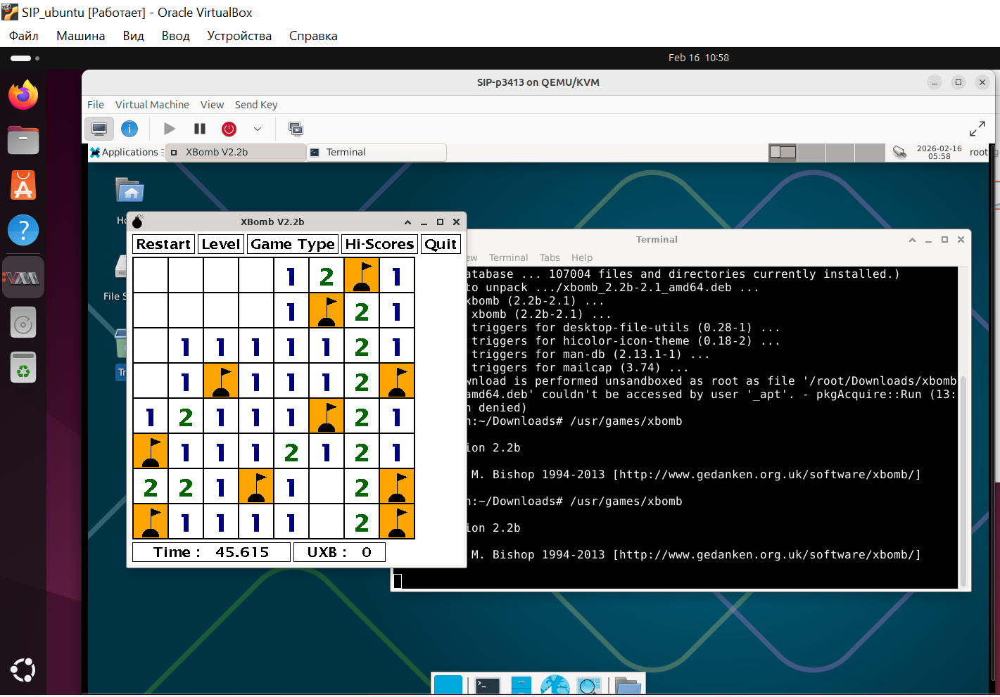 SIP_ubuntu [Работает] - Oracle VirtualBox
Файл Машина Вид Ввод Устройства Справка
Feb 16 10:58
SIP-p3413 on QEMU/KVM
File Virtual Machine View Send Key
Applications XBomb V2.2b Terminal 2026-02-16 root
05:58
XBomb V2.2b
Restart Level Game Type Hi-Scores Quit
1 2 1
1 2 1
1 1 1 1 1 2 1
1 1 1 1 2
1 2 1 1 1 2 1
1 1 1 2 1 2 1
2 2 1 1 2
1 1 1 1 2
Time : 45.615 UXB : 0
File S
Terminal
Terminal Tabs Help
atabase ... 107004 files and directories currently installed.)
to unpack .../xbomb_2.2b-2.1_amd64.deb ...
xbomb (2.2b-2.1) ...
xbomb (2.2b-2.1) ...
triggers for desktop-file-utils (0.28-1) ...
triggers for hicolor-icon-theme (0.18-2) ...
triggers for man-db (2.13.1-1) ...
triggers for mailcap (3.74) ...
wnload is performed unsandboxed as root as file '/root/Downloads/xbomb
amd64.deb' couldn't be accessed by user '_apt'. - pkgAcquire::Run (13:
n denied)
:~/Downloads# /usr/games/xbomb
ion 2.2b
M. Bishop 1994-2013 [http://www.gedanken.org.uk/software/xbomb/]
:~/Downloads# /usr/games/xbomb
ion 2.2b
M. Bishop 1994-2013 [http://www.gedanken.org.uk/software/xbomb/]